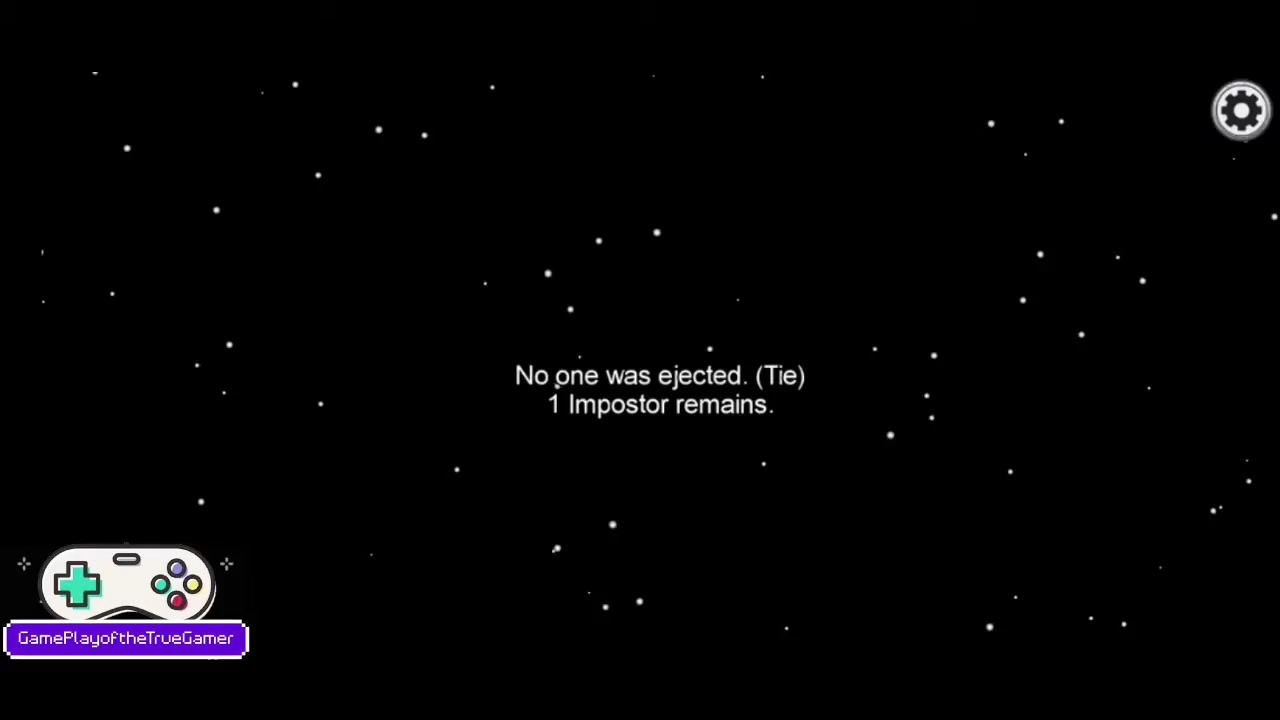 No one was ejected. (Tie)
1 Impostor remains.
GamePlayoftheTrueGamer